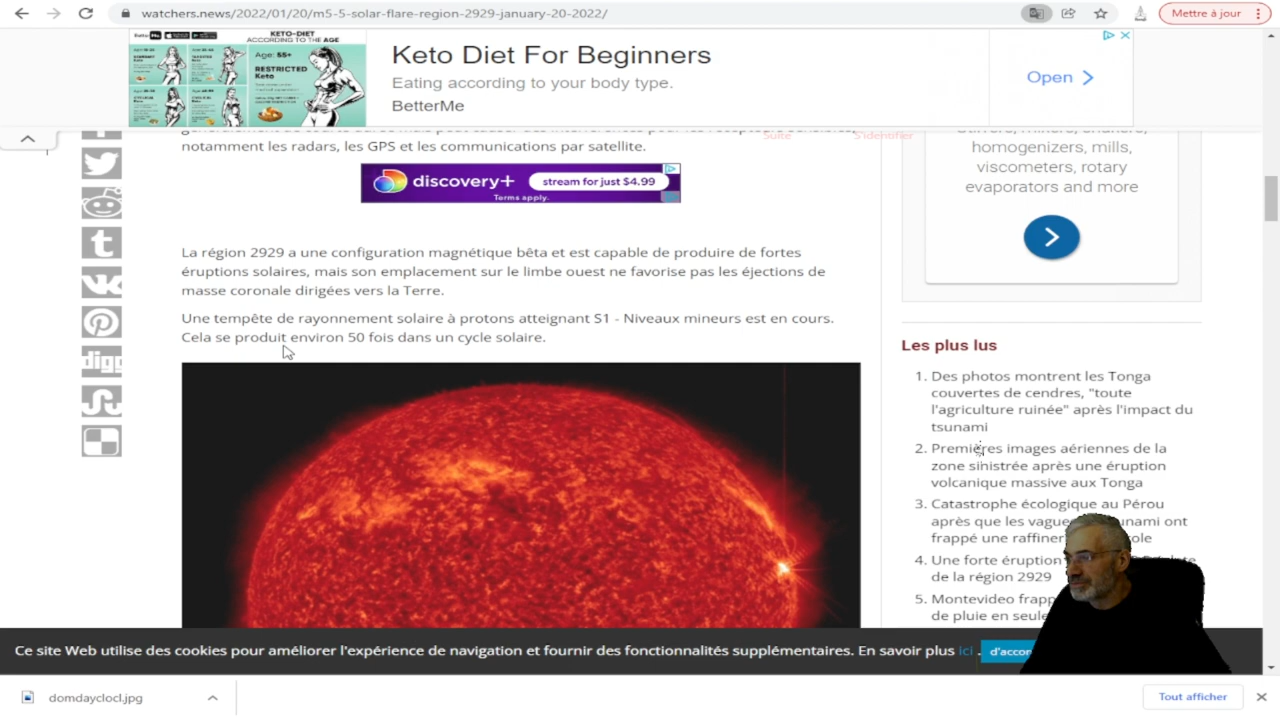 watchers.news/2022/01/20/m5-5-solar-flare-region-2929-january-20-2022/
Mettre à jour
KETO-DIET
ACCORDING TO THE AGE
Age: 55+
RESTRICTED
Keto
Keto Diet For Beginners
Eating according to your body type.
BetterMe
Open
Suite
S'identifier
notamment les radars, les GPS et les communications par satellite.
discovery+
stream for just $4.99
Terms apply.
homogenizers, mills,
viscometers, rotary
evaporators and more
La région 2929 a une configuration magnétique bêta et est capable de produire de fortes
éruptions solaires, mais son emplacement sur le limbe ouest ne favorise pas les éjections de
masse coronale dirigées vers la Terre.
Une tempête de rayonnement solaire à protons atteignant S1 - Niveaux mineurs est en cours.
Cela se produit environ 50 fois dans un cycle solaire.
digg
Les plus lus
1. Des photos montrent les Tonga
couvertes de cendres, "toute
l'agriculture ruinée" après l'impact du
tsunami
2. Premières images aériennes de la
zone sinistrée après une éruption
volcanique massive aux Tonga
3. Catastrophe écologique au Pérou
après que les vagues tsunami ont
frappé une
4. Une forte éruption
de la région 2929
5. Montevideo
de pluie en
Ce site Web utilise des cookies pour améliorer l'expérience de navigation et fournir des fonctionnalités supplémentaires. En savoir plus ici .
domdayclocl.jpg
Tout afficher